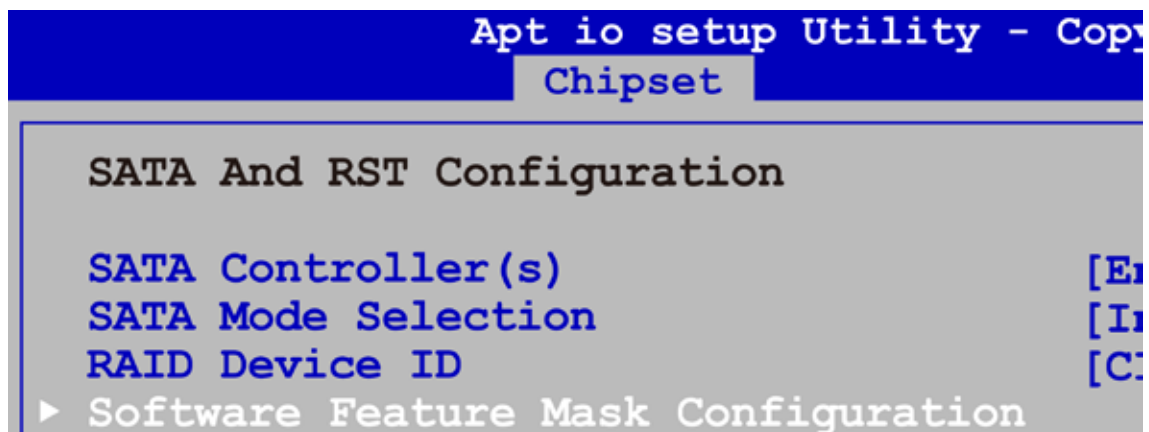 Apt io setup Utility -
Chipset
SATA And RST Configuration
SATA Controller(s)
SATA Mode Selection
RAID Device ID
► Software Feature Mask Configuration